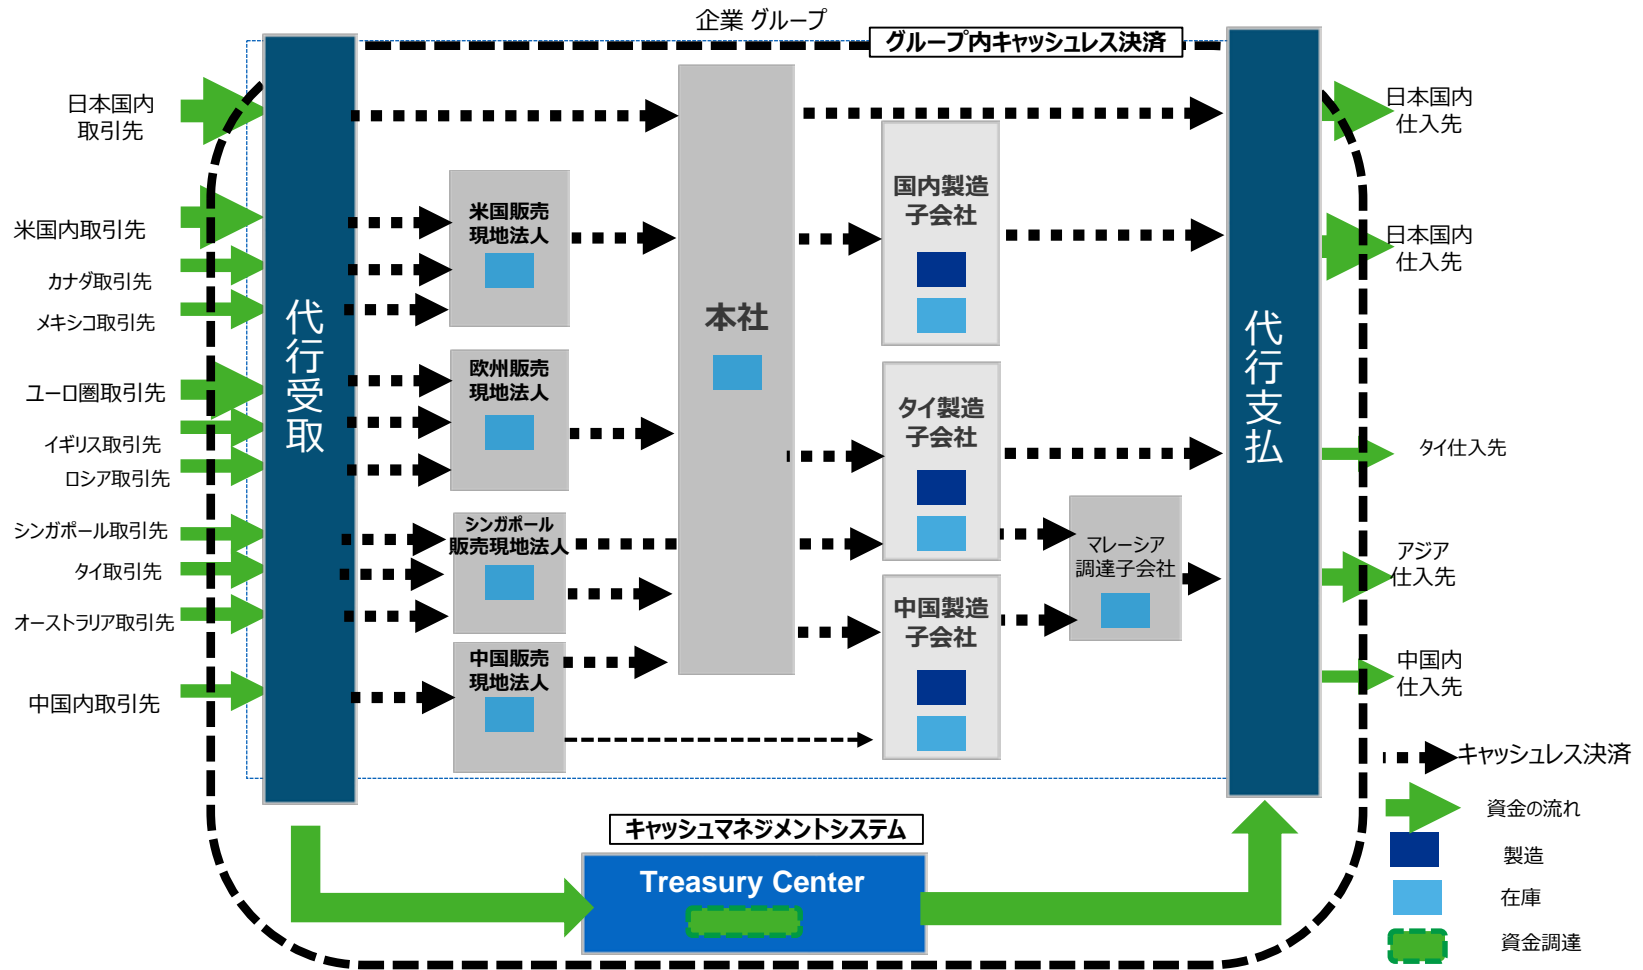 企業 グループ
グループ内キャッシュレス決済
日本国内
取引先
米国内取引先
カナダ取引先
メキシコ取引先
ユーロ圏取引先
イギリス取引先
ロシア取引先
シンガポール取引先
タイ取引先
オーストラリア取引先
中国内取引先
代行受取
米国販売
現地法人
欧州販売
現地法人
シンガポール
販売現地法人
中国販売
現地法人
本社
国内製造
子会社
タイ製造
子会社
中国製造
子会社
マレーシア
調達子会社
代行支払
日本国内
仕入先
日本国内
仕入先
タイ仕入先
アジア
仕入先
中国内
仕入先
キャッシュレス決済
資金の流れ
製造
在庫
資金調達
キャッシュマネジメントシステム
Treasury Center